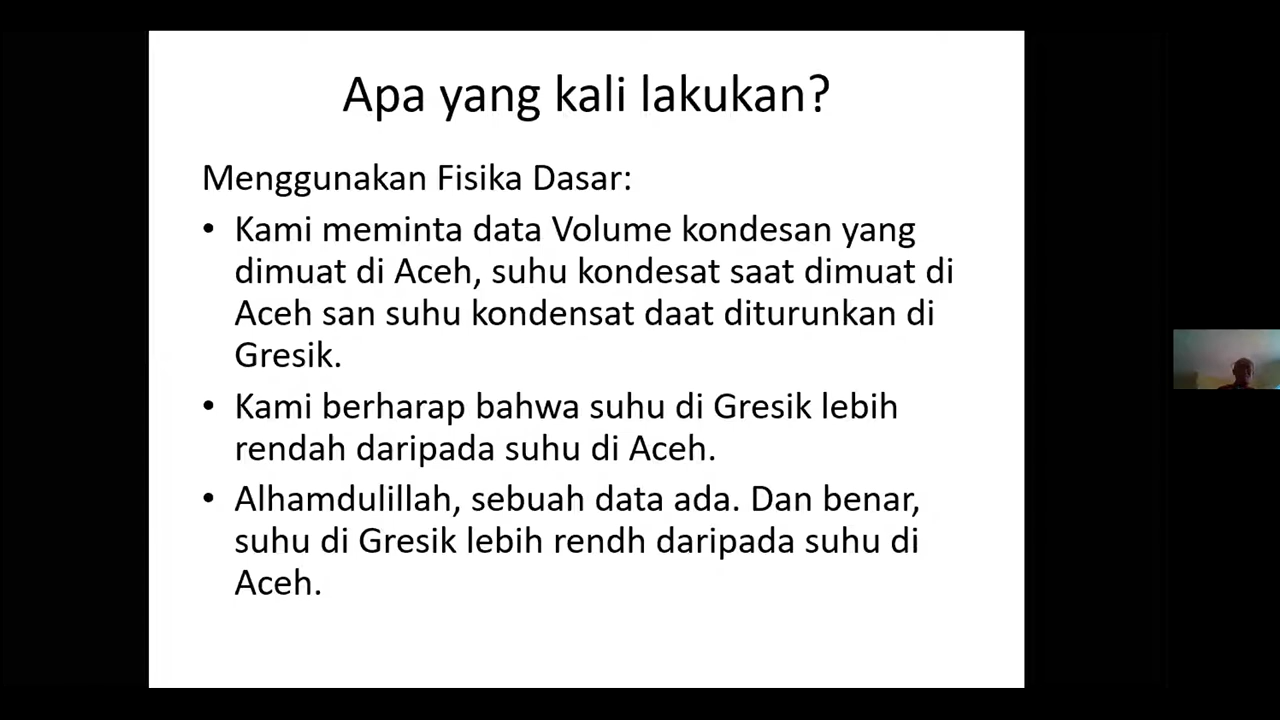 Apa yang kali lakukan?
Menggunakan Fisika Dasar:
• Kami meminta data Volume kondesan yang
dimuat di Aceh, suhu kondesat saat dimuat di
Aceh san suhu kondensat daat diturunkan di
Gresik.
• Kami berharap bahwa suhu di Gresik lebih
rendah daripada suhu di Aceh.
• Alhamdulillah, sebuah data ada. Dan benar,
suhu di Gresik lebih rendh daripada suhu di
Aceh.